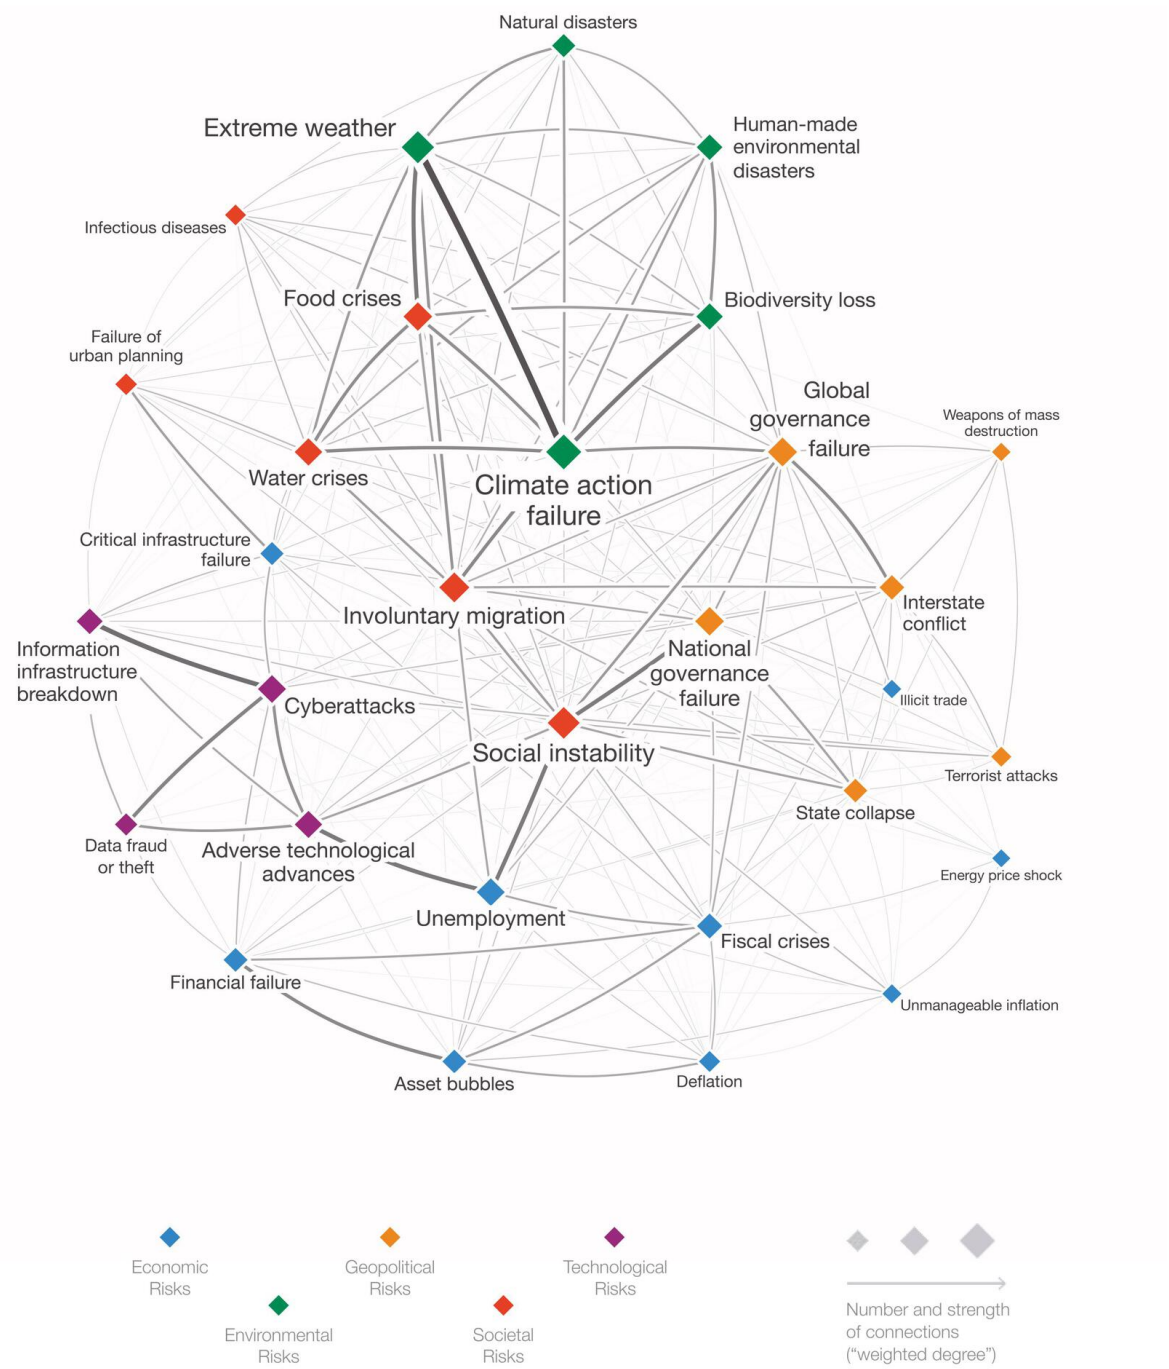 Natural disasters
Extreme weather
Human-made
environmental
disasters
Infectious diseases
Food crises
Biodiversity loss
Failure of
urban planning
Global
governance
failure
Weapons of mass
destruction
Water crises
Climate action
failure
Critical infrastructure
failure
Involuntary migration
Interstate
conflict
Information
infrastructure
breakdown
National
governance
failure
Cyberattacks
Illicit trade
Social instability
Terrorist attacks
State collapse
Data fraud
or theft
Adverse technological
advances
Energy price shock
Unemployment
Fiscal crises
Financial failure
Unmanageable inflation
Asset bubbles
Deflation
Economic
Risks
Geopolitical
Risks
Technological
Risks
Environmental
Risks
Societal
Risks
Number and strength
of connections
(“weighted degree”)